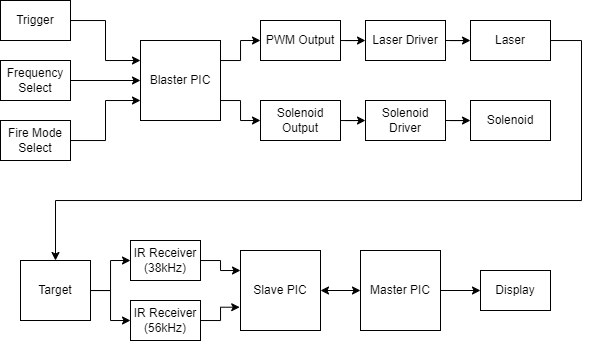 Trigger
Frequency
Select
Fire Mode
Select
Blaster PIC
PWM Output
Laser Driver
Laser
Solenoid
Output
Solenoid
Driver
Solenoid
Target
IR Receiver
(38kHz)
IR Receiver
(56kHz)
Slave PIC
Master PIC
Display